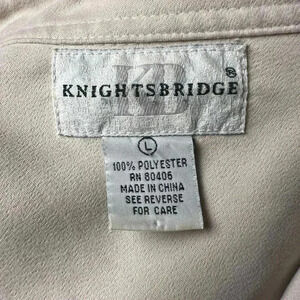 KNIGHTSBRIDGE ®
L
100% POLYESTER
RN 80406
MADE IN CHINA
SEE REVERSE
FOR CARE